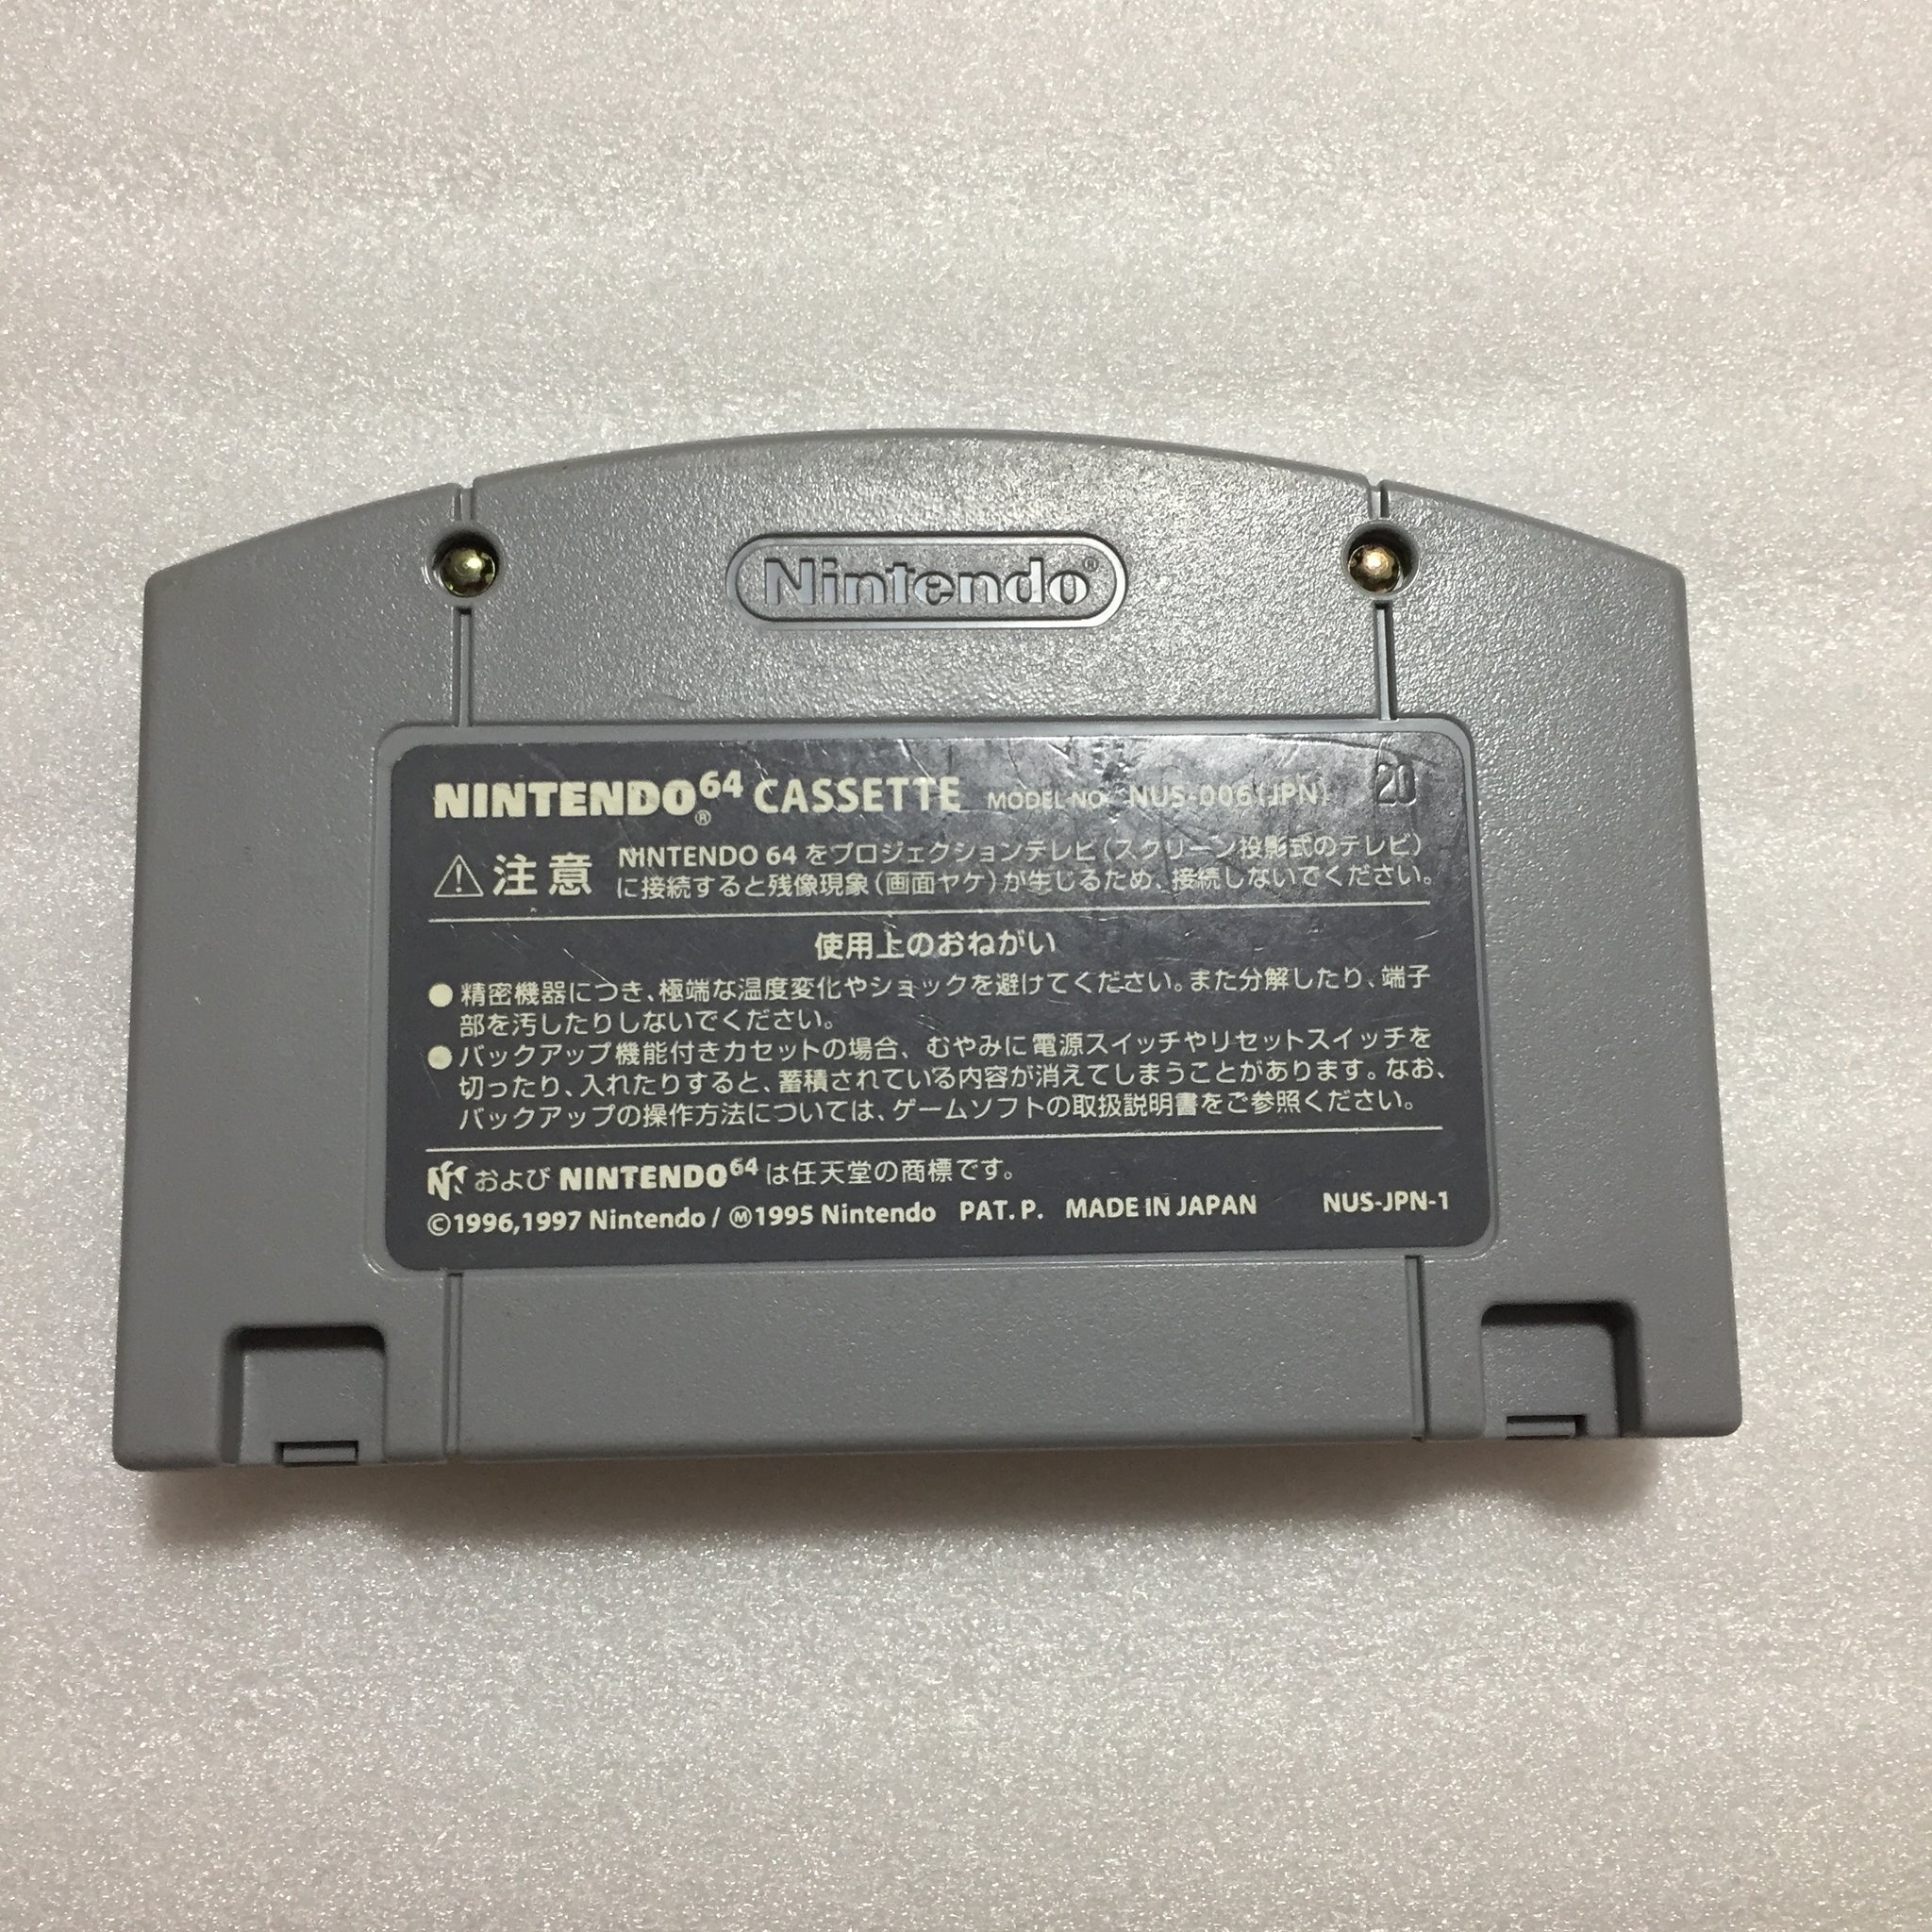 Nintendo®
NINTENDO64® CASSETTE MODEL NO. NUS-006(JPN) 20
⚠注意 NINTENDO 64 をプロジェクションテレビ(スクリーン投影式のテレビ)
に接続すると残像現象(画面ヤケ)が生じるため、接続しないでください。
使用上のおねがい
●精密機器につき、極端な温度変化やショックを避けてください。また分解したり、端子
部を汚したりしないでください。
●バックアップ機能付きカセットの場合、むやみに電源スイッチやリセットスイッチを
切ったり、入れたりすると、蓄積されている内容が消えてしまうことがあります。なお、
バックアップの操作方法については、ゲームソフトの取扱説明書をご参照ください。
および NINTENDO64 は任天堂の商標です。
©1996,1997 Nintendo / Ⓜ1995 Nintendo PAT. P. MADE IN JAPAN NUS-JPN-1